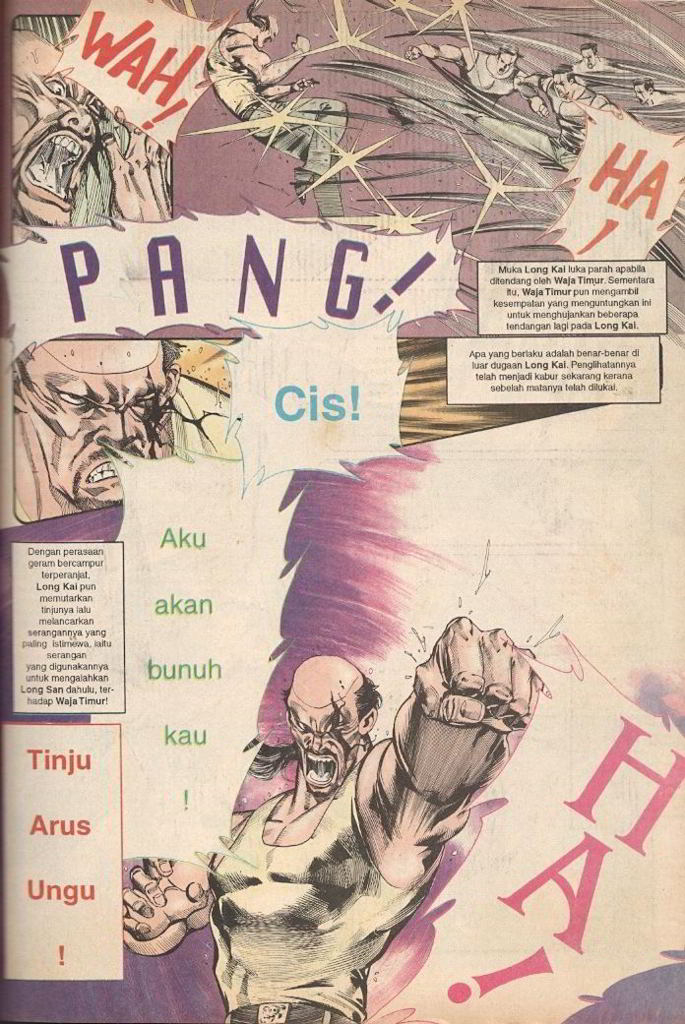 WAH!
HA!
PANG!
Muka Long Kai luka parah apabila
ditendang oleh Waja Timur. Sementara
itu, Waja Timur pun mengambil
kesempatan yang menguntungkan ini
untuk menghujankan beberapa
tendangan lagi pada Long Kai.
Apa yang berlaku adalah benar-benar di
luar dugaan Long Kai. Penglihatannya
telah menjadi kabur sekarang kerana
sebelah matanya telah dilukai.
Cis!
Aku
akan
bunuh
kau
!
Dengan perasaan
geram bercampur
terperanjat,
Long Kai pun
memutarkan
tinjunya lalu
melancarkan
serangannya yang
paling istimewa, iaitu
serangan
yang digunakannya
untuk mengalahkan
Long San dahulu, ter-
hadap Waja Timur!
Tinju
Arus
Ungu
!
HA!